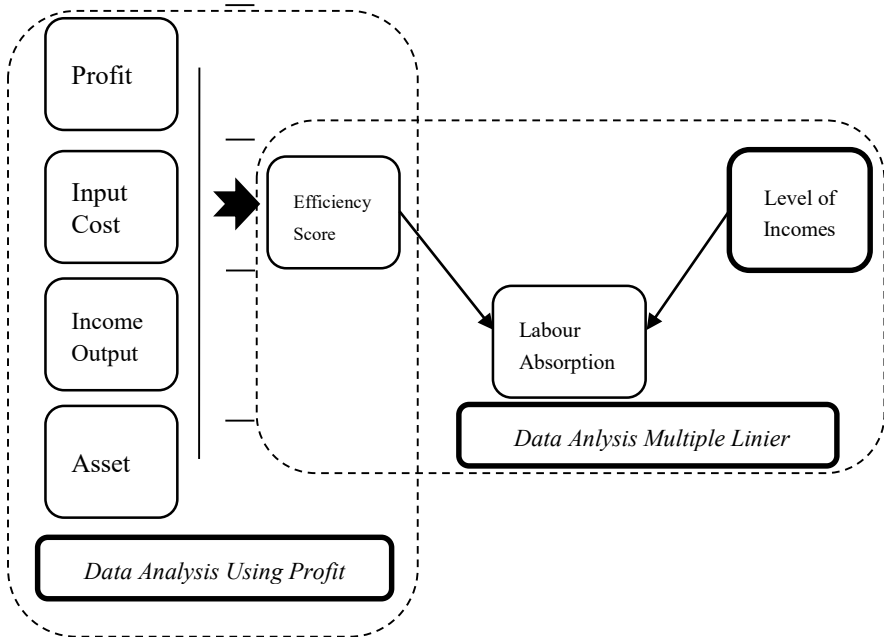 Profit
Input
Cost
Income
Output
Asset
Data Analysis Using Profit
Efficiency
Score
Level of
Incomes
Labour
Absorption
Data Anlysis Multiple Linier